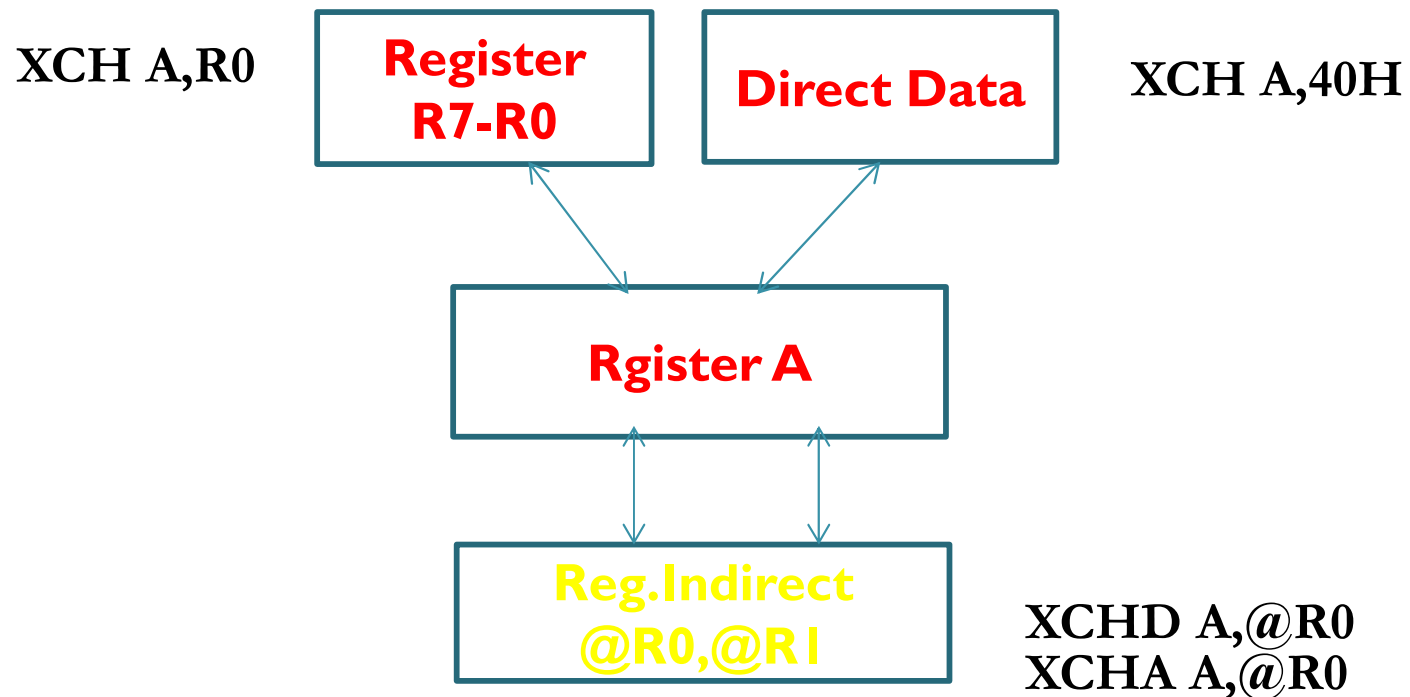 XCH A,R0
Register
R7-R0
Direct Data
XCH A,40H
Rgister A
Reg.Indirect
@R0,@R1
XCHD A,@R0
XCHA A,@R0